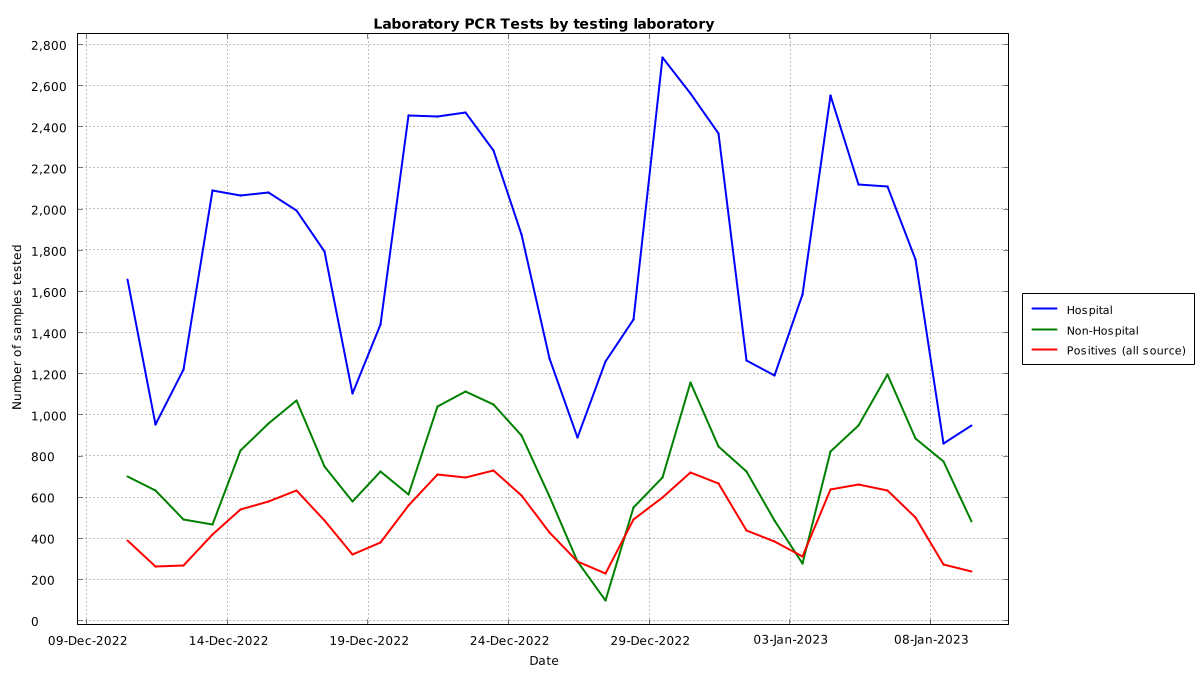 Laboratory PCR Tests by testing laboratory
2,800
2,600
2,400
2,200
2,000
1,800
1,600
1,400
1,200
1,000
800
600
400
200
0
Number of samples tested
09-Dec-2022 14-Dec-2022 19-Dec-2022 24-Dec-2022 29-Dec-2022 03-Jan-2023 08-Jan-2023
Date
Hospital
Non-Hospital
Positives (all source)